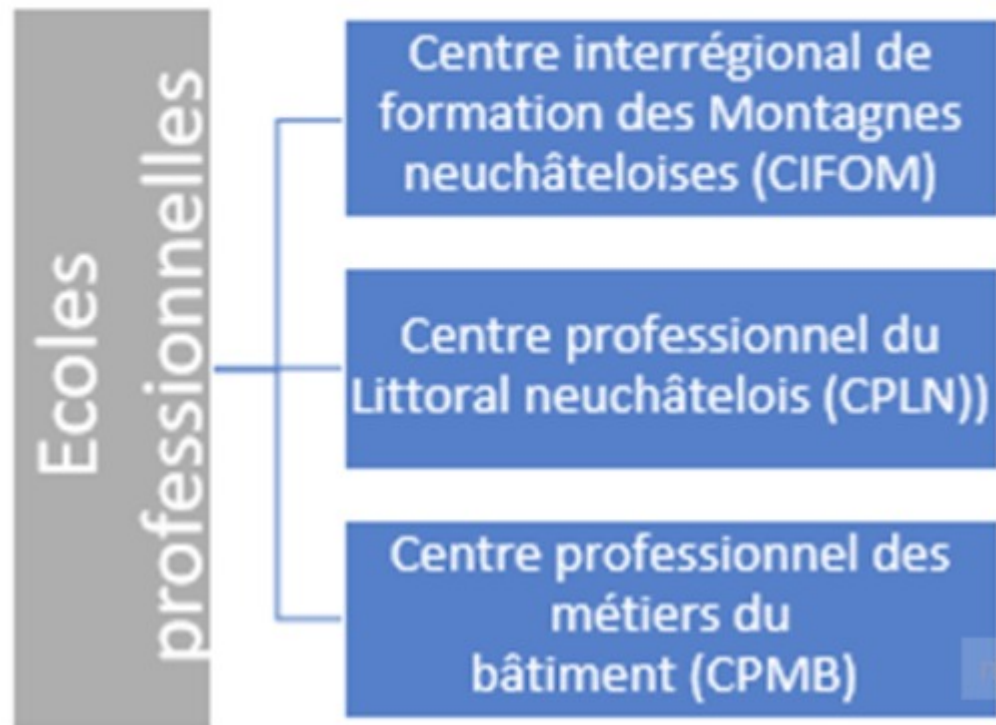 Ecoles
professionnelles
Centre interrégional de
formation des Montagnes
neuchâteloises (CIFOM)
Centre professionnel du
Littoral neuchâtelois (CPLN))
Centre professionnel des
métiers du
bâtiment (CPMB)